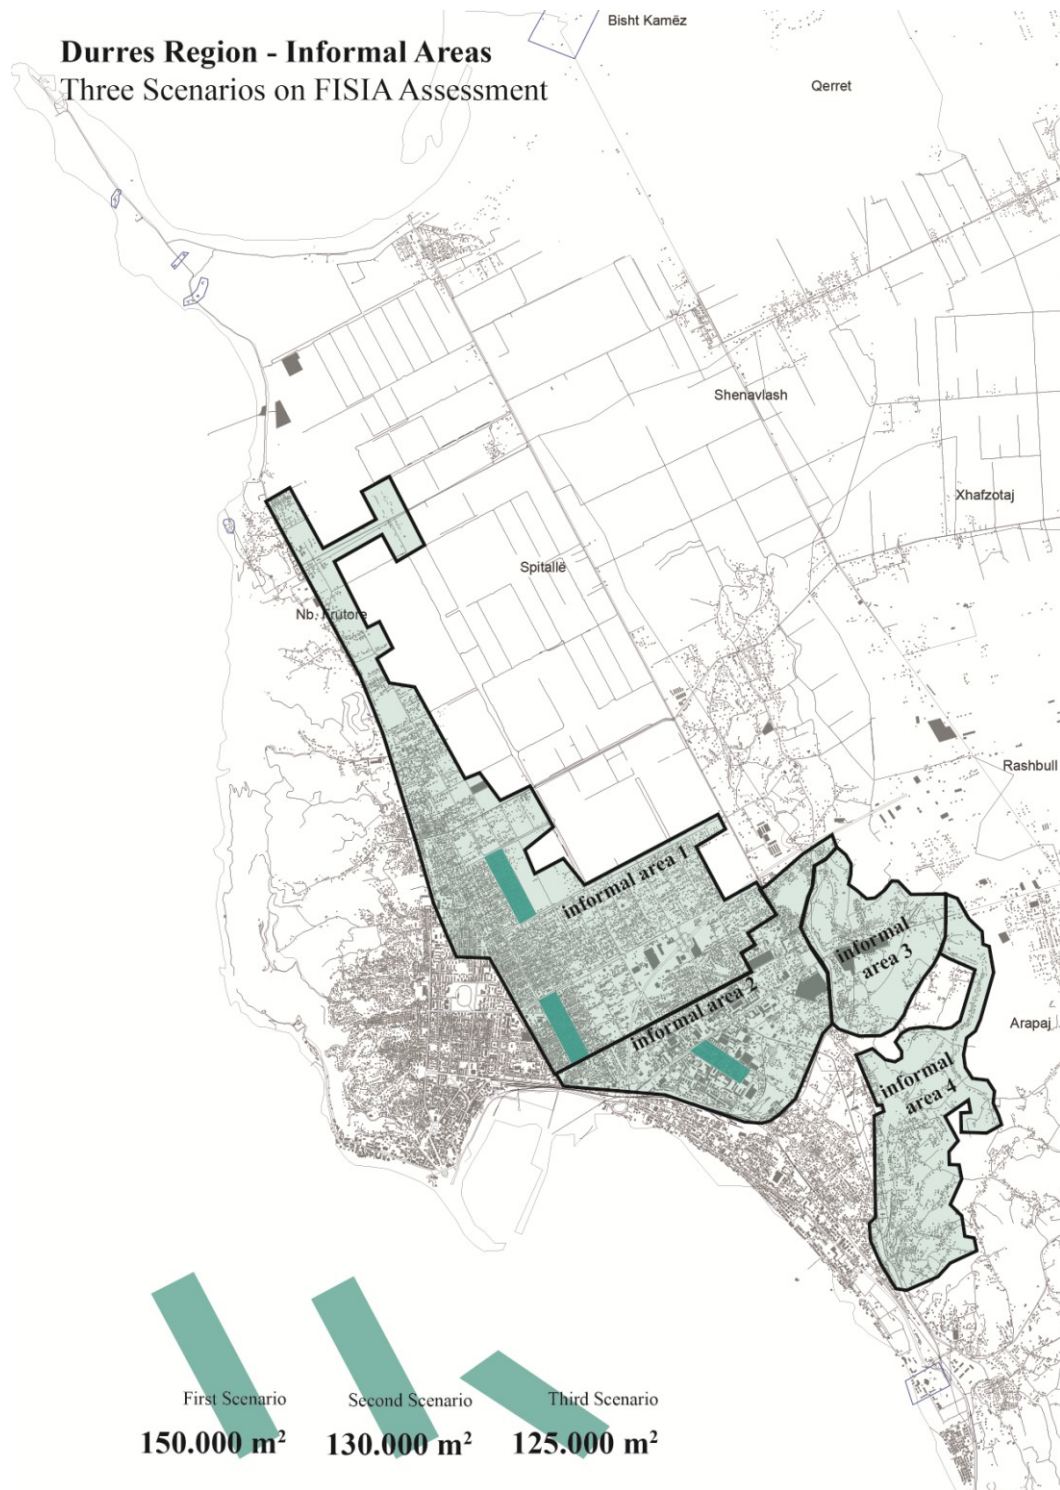 Durres Region - Informal Areas
Three Scenarios on FISIA Assessment
Bisht Kamëz
Qerret
Shenavlash
Xhafzotaj
Spitallë
Nb. Frutore
Rashbull
informal area 1
informal
area 3
informal area 2
Arapaj
informal
area 4
First Scenario
150.000 m²
Second Scenario
130.000 m²
Third Scenario
125.000 m²